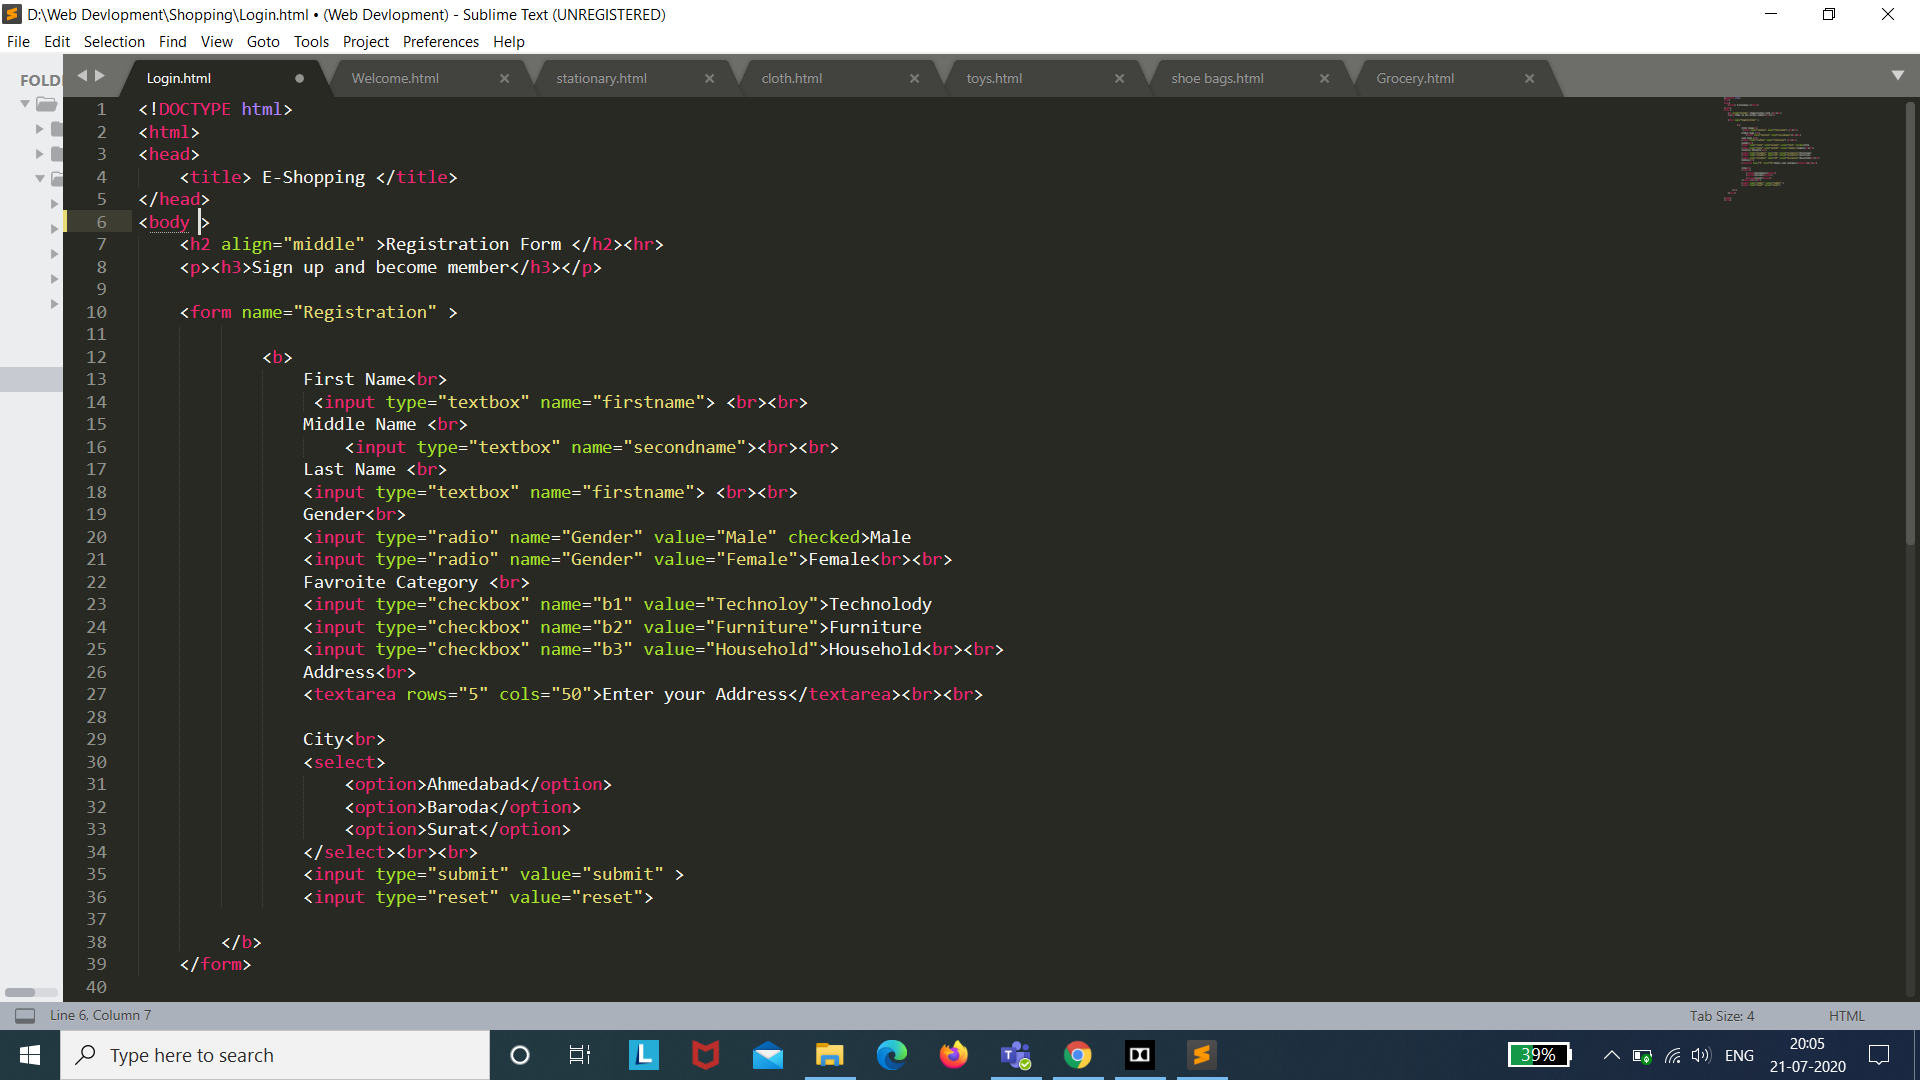 D:\Web Devlopment\Shopping\Login.html • (Web Devlopment) - Sublime Text (UNREGISTERED)
File Edit Selection Find View Goto Tools Project Preferences Help
FOLD
Login.html Welcome.html stationary.html cloth.html toys.html shoe bags.html Grocery.html
1 <!DOCTYPE html>
2 <html>
3 <head>
4 <title> E-Shopping </title>
5 </head>
6 <body >
7 <h2 align="middle" >Registration Form </h2><hr>
8 <p><h3>Sign up and become member</h3></p>
9
10 <form name="Registration" >
11
12 <b>
13 First Name<br>
14 <input type="textbox" name="firstname"> <br><br>
15 Middle Name <br>
16 <input type="textbox" name="secondname"><br><br>
17 Last Name <br>
18 <input type="textbox" name="firstname"> <br><br>
19 Gender<br>
20 <input type="radio" name="Gender" value="Male" checked>Male
21 <input type="radio" name="Gender" value="Female">Female<br><br>
22 Favroite Category <br>
23 <input type="checkbox" name="b1" value="Technoloy">Technolody
24 <input type="checkbox" name="b2" value="Furniture">Furniture
25 <input type="checkbox" name="b3" value="Household">Household<br><br>
26 Address<br>
27 <textarea rows="5" cols="50">Enter your Address</textarea><br><br>
28
29 City<br>
30 <select>
31 <option>Ahmedabad</option>
32 <option>Baroda</option>
33 <option>Surat</option>
34 </select><br><br>
35 <input type="submit" value="submit" >
36 <input type="reset" value="reset">
37
38 </b>
39 </form>
40
Line 6, Column 7 Tab Size: 4 HTML
Type here to search
L
39%
ENG
20:05
21-07-2020